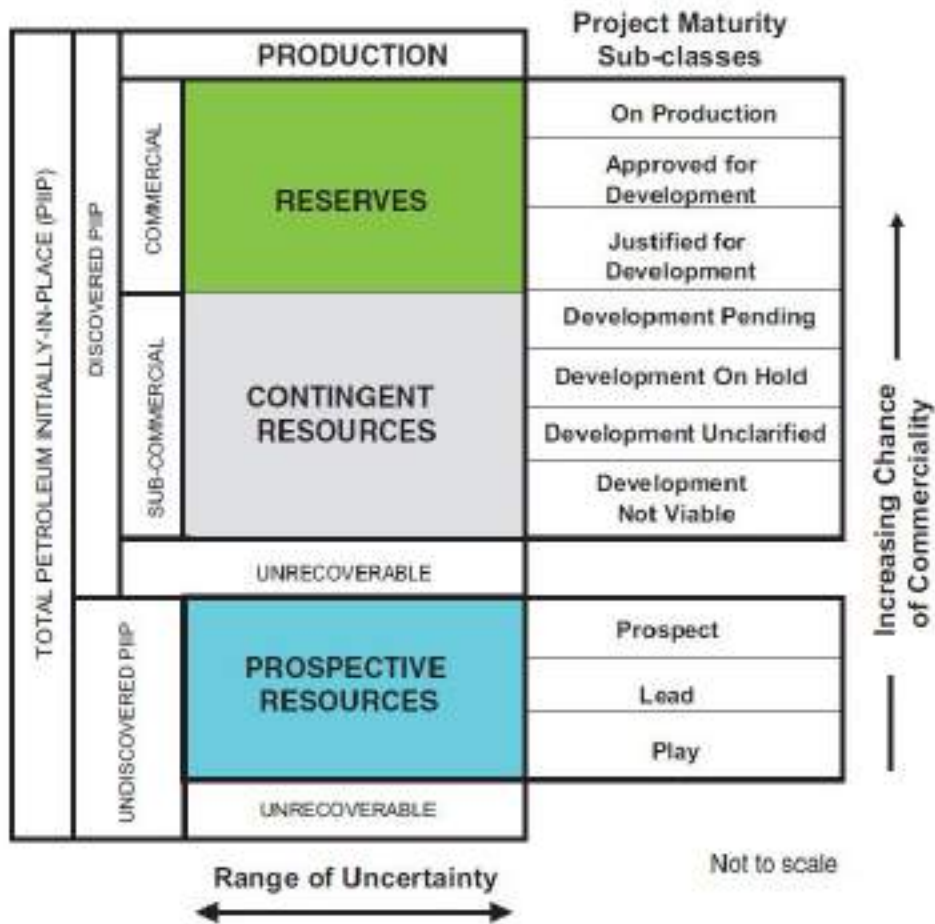 Project Maturity
Sub-classes
PRODUCTION
On Production
Approved for
Development
Justified for
Development
RESERVES
COMMERCIAL
Development Pending
Development On Hold
Development Unclarified
Development
Not Viable
CONTINGENT
RESOURCES
SUB-COMMERCIAL
UNRECOVERABLE
DISCOVERED PIIP
TOTAL PETROLEUM INITIALLY-IN-PLACE (PIIP)
Prospect
Lead
Play
PROSPECTIVE
RESOURCES
UNDISCOVERED PIIP
UNRECOVERABLE
Increasing Chance
of Commerciality
Range of Uncertainty
Not to scale